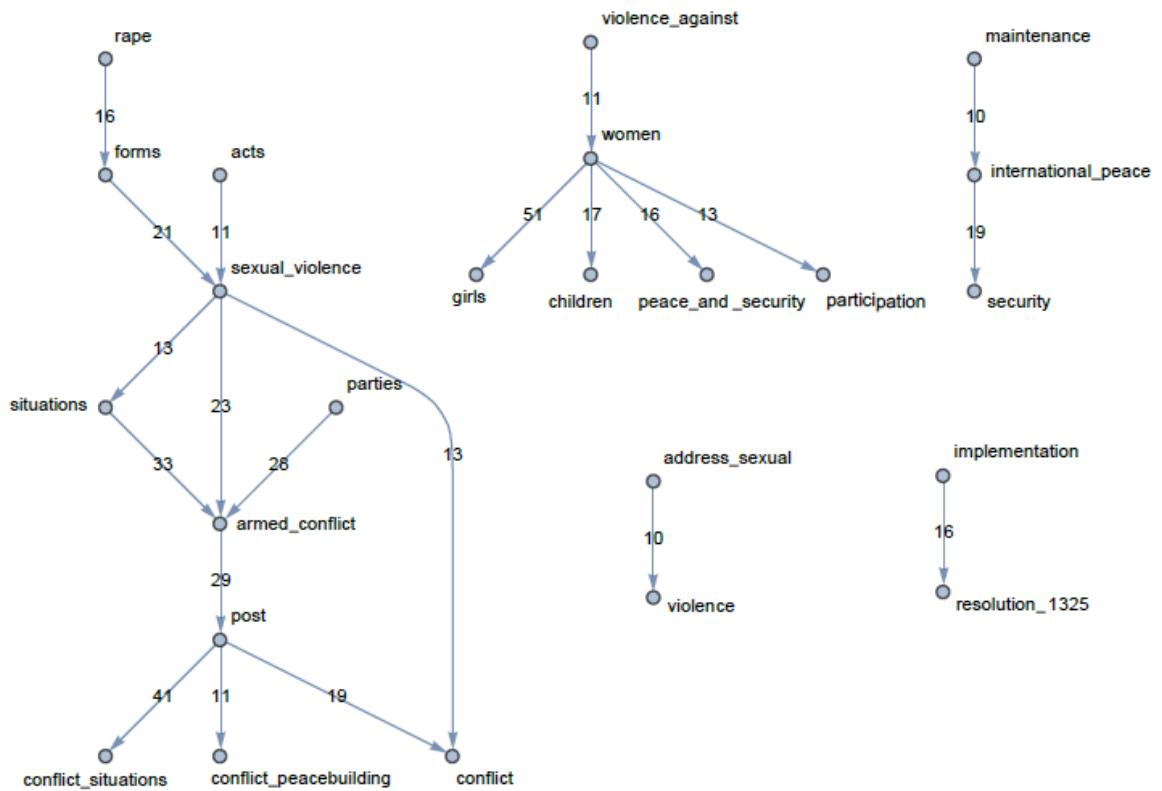 rape
16
forms
acts
21
11
sexual_violence
13
situations
23
parties
33
28
13
armed_conflict
29
post
41
11
19
conflict_situations
conflict_peacebuilding
conflict
violence_against
11
women
51
17
16
13
girls
children
peace_and _security
participation
maintenance
10
international_peace
19
security
address_sexual
10
violence
implementation
16
resolution_ 1325